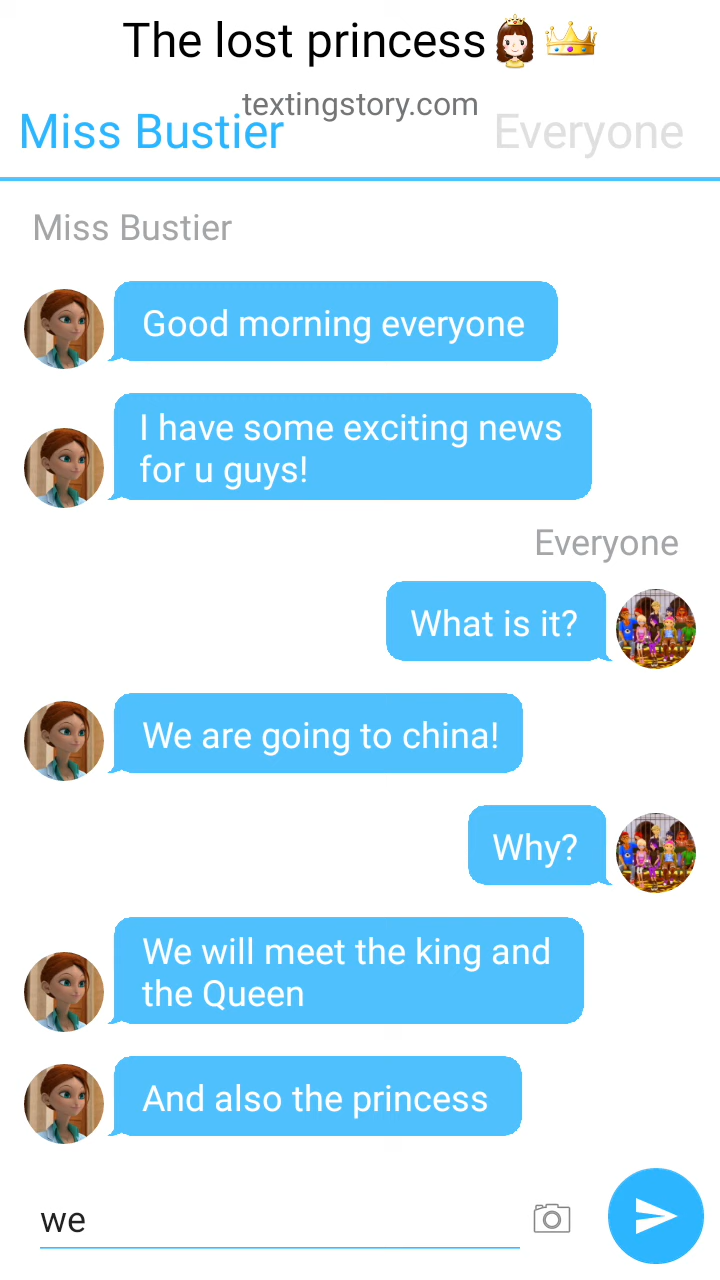 The lost princess👸👑
textingstory.com
Miss Bustier
Everyone
Miss Bustier
Good morning everyone
I have some exciting news
for u guys!
Everyone
What is it?
We are going to china!
Why?
We will meet the king and
the Queen
And also the princess
we